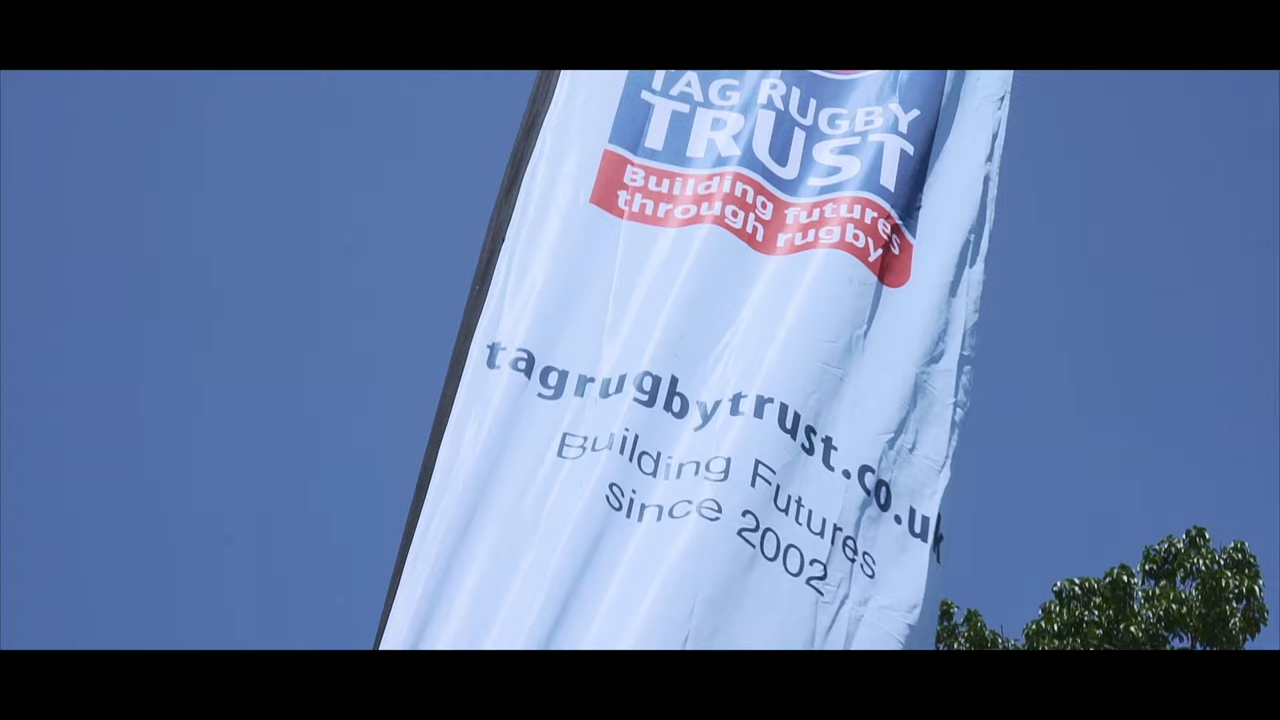 TAG RUGBY
TRUST
Building futures
through rugby
tagrugbytrust.co.uk
Building Futures
since 2002